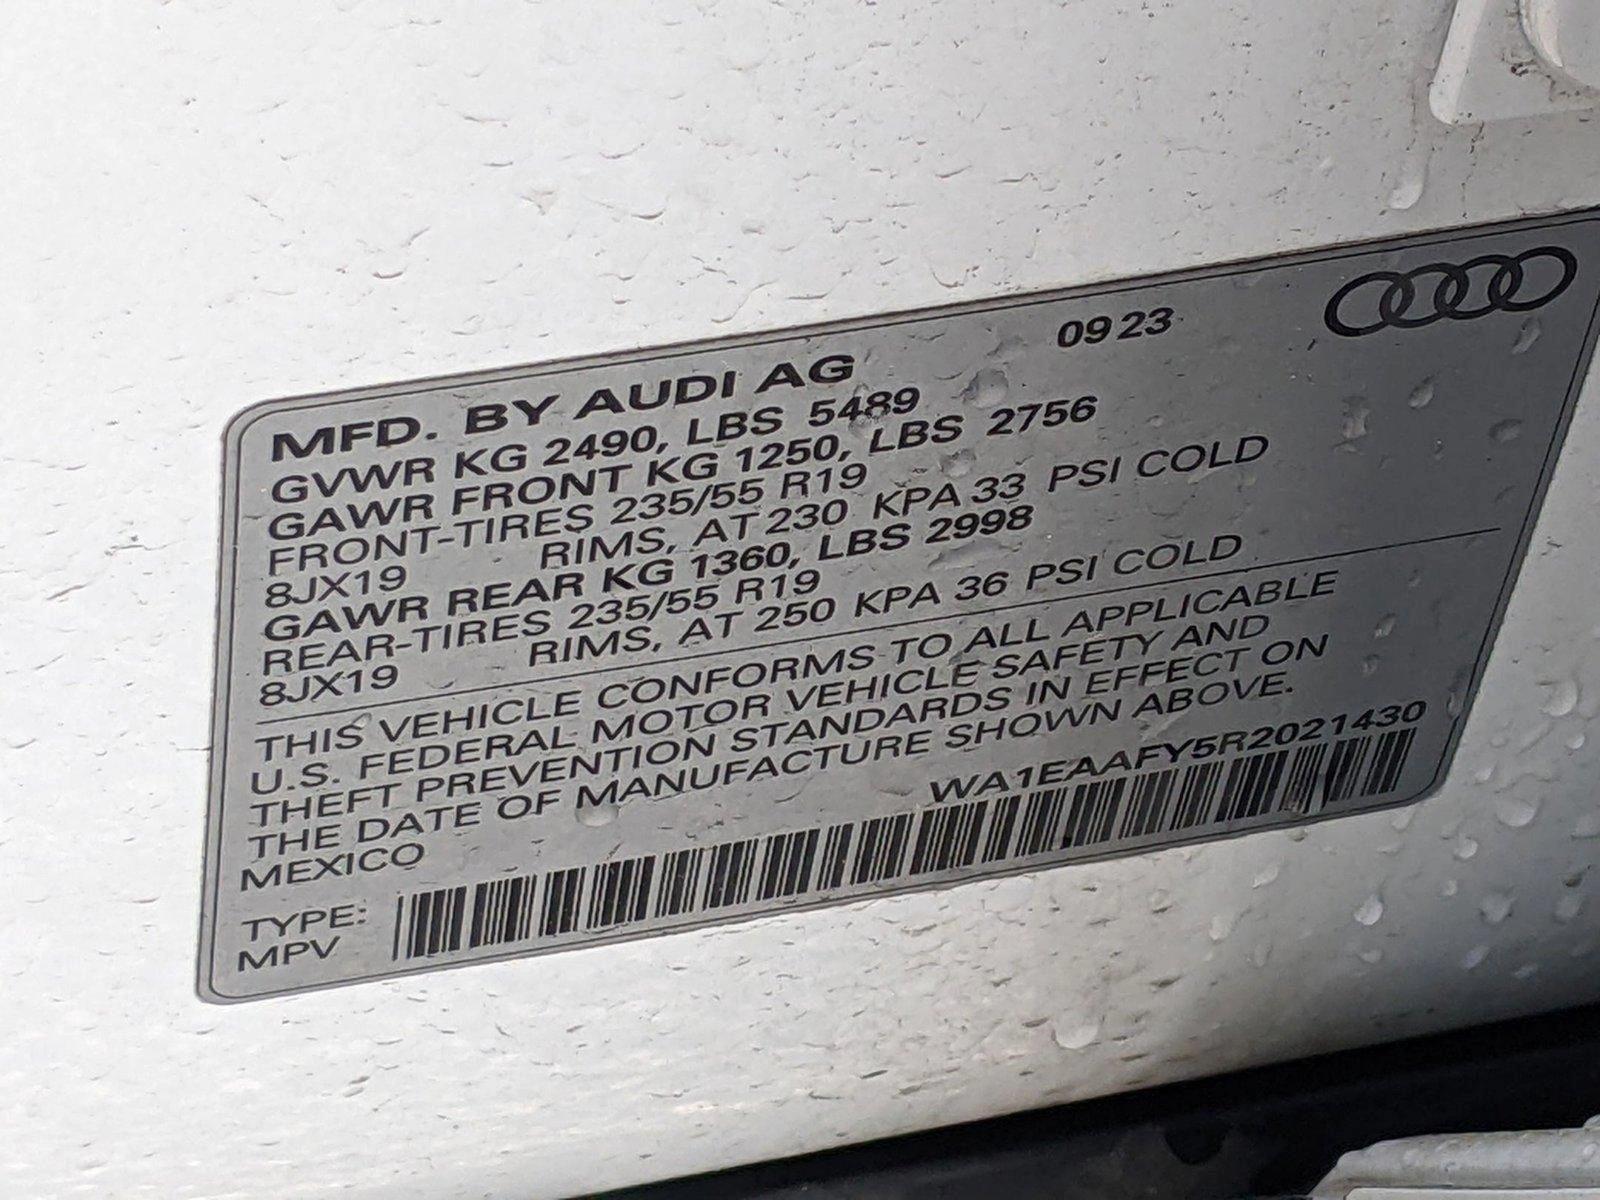 MFD. BY AUDI AG 09 23
GVWR KG 2490, LBS 5489
GAWR FRONT KG 1250, LBS 2756
FRONT-TIRES 235/55 R19
8JX19 RIMS, AT 230 KPA 33 PSI COLD
GAWR REAR KG 1360, LBS 2998
REAR-TIRES 235/55 R19
8JX19 RIMS, AT 250 KPA 36 PSI COLD
THIS VEHICLE CONFORMS TO ALL APPLICABLE
U.S. FEDERAL MOTOR VEHICLE SAFETY AND
THEFT PREVENTION STANDARDS IN EFFECT ON
THE DATE OF MANUFACTURE SHOWN ABOVE.
MEXICO WA1EAAFY5R2021430
TYPE:
MPV